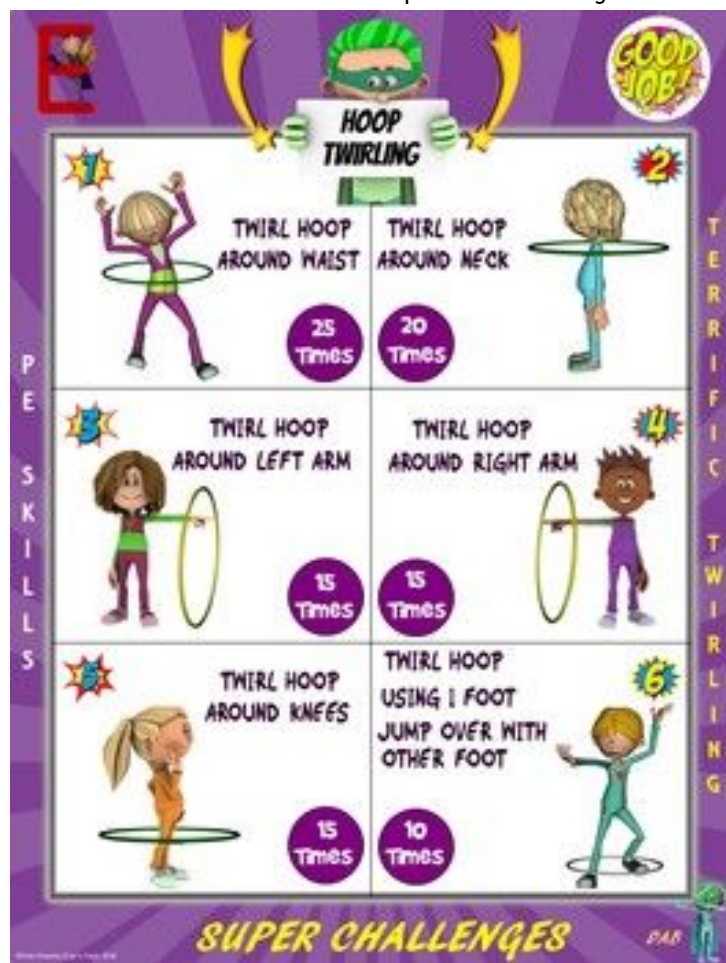 E
GOOD
JOB!
HOOP
TWIRLING
1
TWIRL HOOP
AROUND WAIST
25
Times
2
TWIRL HOOP
AROUND NECK
20
Times
3
TWIRL HOOP
AROUND LEFT ARM
15
Times
4
TWIRL HOOP
AROUND RIGHT ARM
15
Times
5
TWIRL HOOP
AROUND KNEES
15
Times
6
TWIRL HOOP
USING 1 FOOT
JUMP OVER WITH
OTHER FOOT
10
Times
PE SKILLS
TERRIFIC TWIRLING
SUPER CHALLENGES
DAB